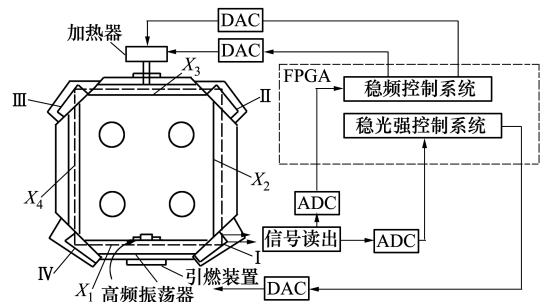 DAC
加热器
DAC
FPGA
X3
稳频控制系统
Ⅲ
Ⅱ
稳光强控制系统
X2
X4
ADC
信号读出
ADC
Ⅰ
Ⅳ
X1
高频振荡器
引燃装置
DAC